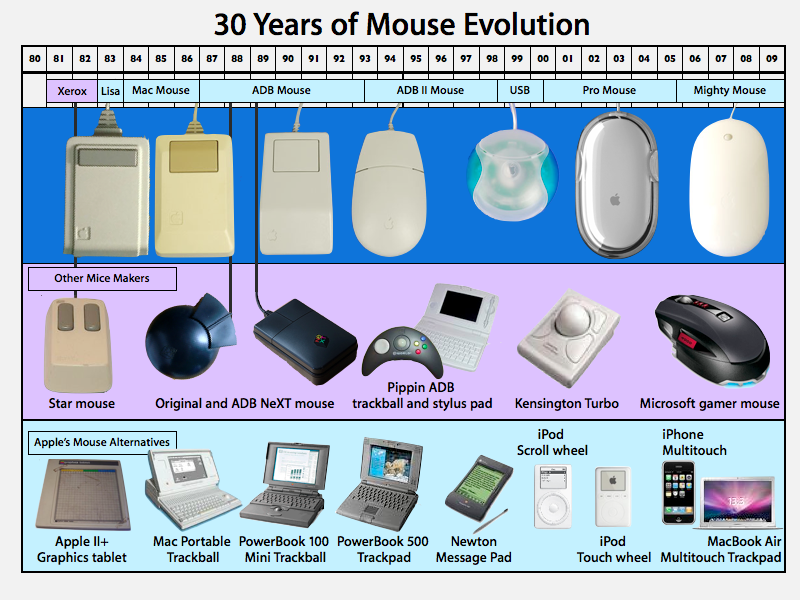 30 Years of Mouse Evolution
80 81 82 83 84 85 86 87 88 89 90 91 92 93 94 95 96 97 98 99 00 01 02 03 04 05 06 07 08 09
Xerox Lisa Mac Mouse ADB Mouse ADB II Mouse USB Pro Mouse Mighty Mouse
Other Mice Makers
Star mouse
Original and ADB NeXT mouse
Pippin ADB
trackball and stylus pad
Kensington Turbo
Microsoft gamer mouse
Apple's Mouse Alternatives
iPod
Scroll wheel
iPhone
Multitouch
Apple II+
Graphics tablet
Mac Portable
Trackball
PowerBook 100
Mini Trackball
PowerBook 500
Trackpad
Newton
Message Pad
iPod
Touch wheel
MacBook Air
Multitouch Trackpad